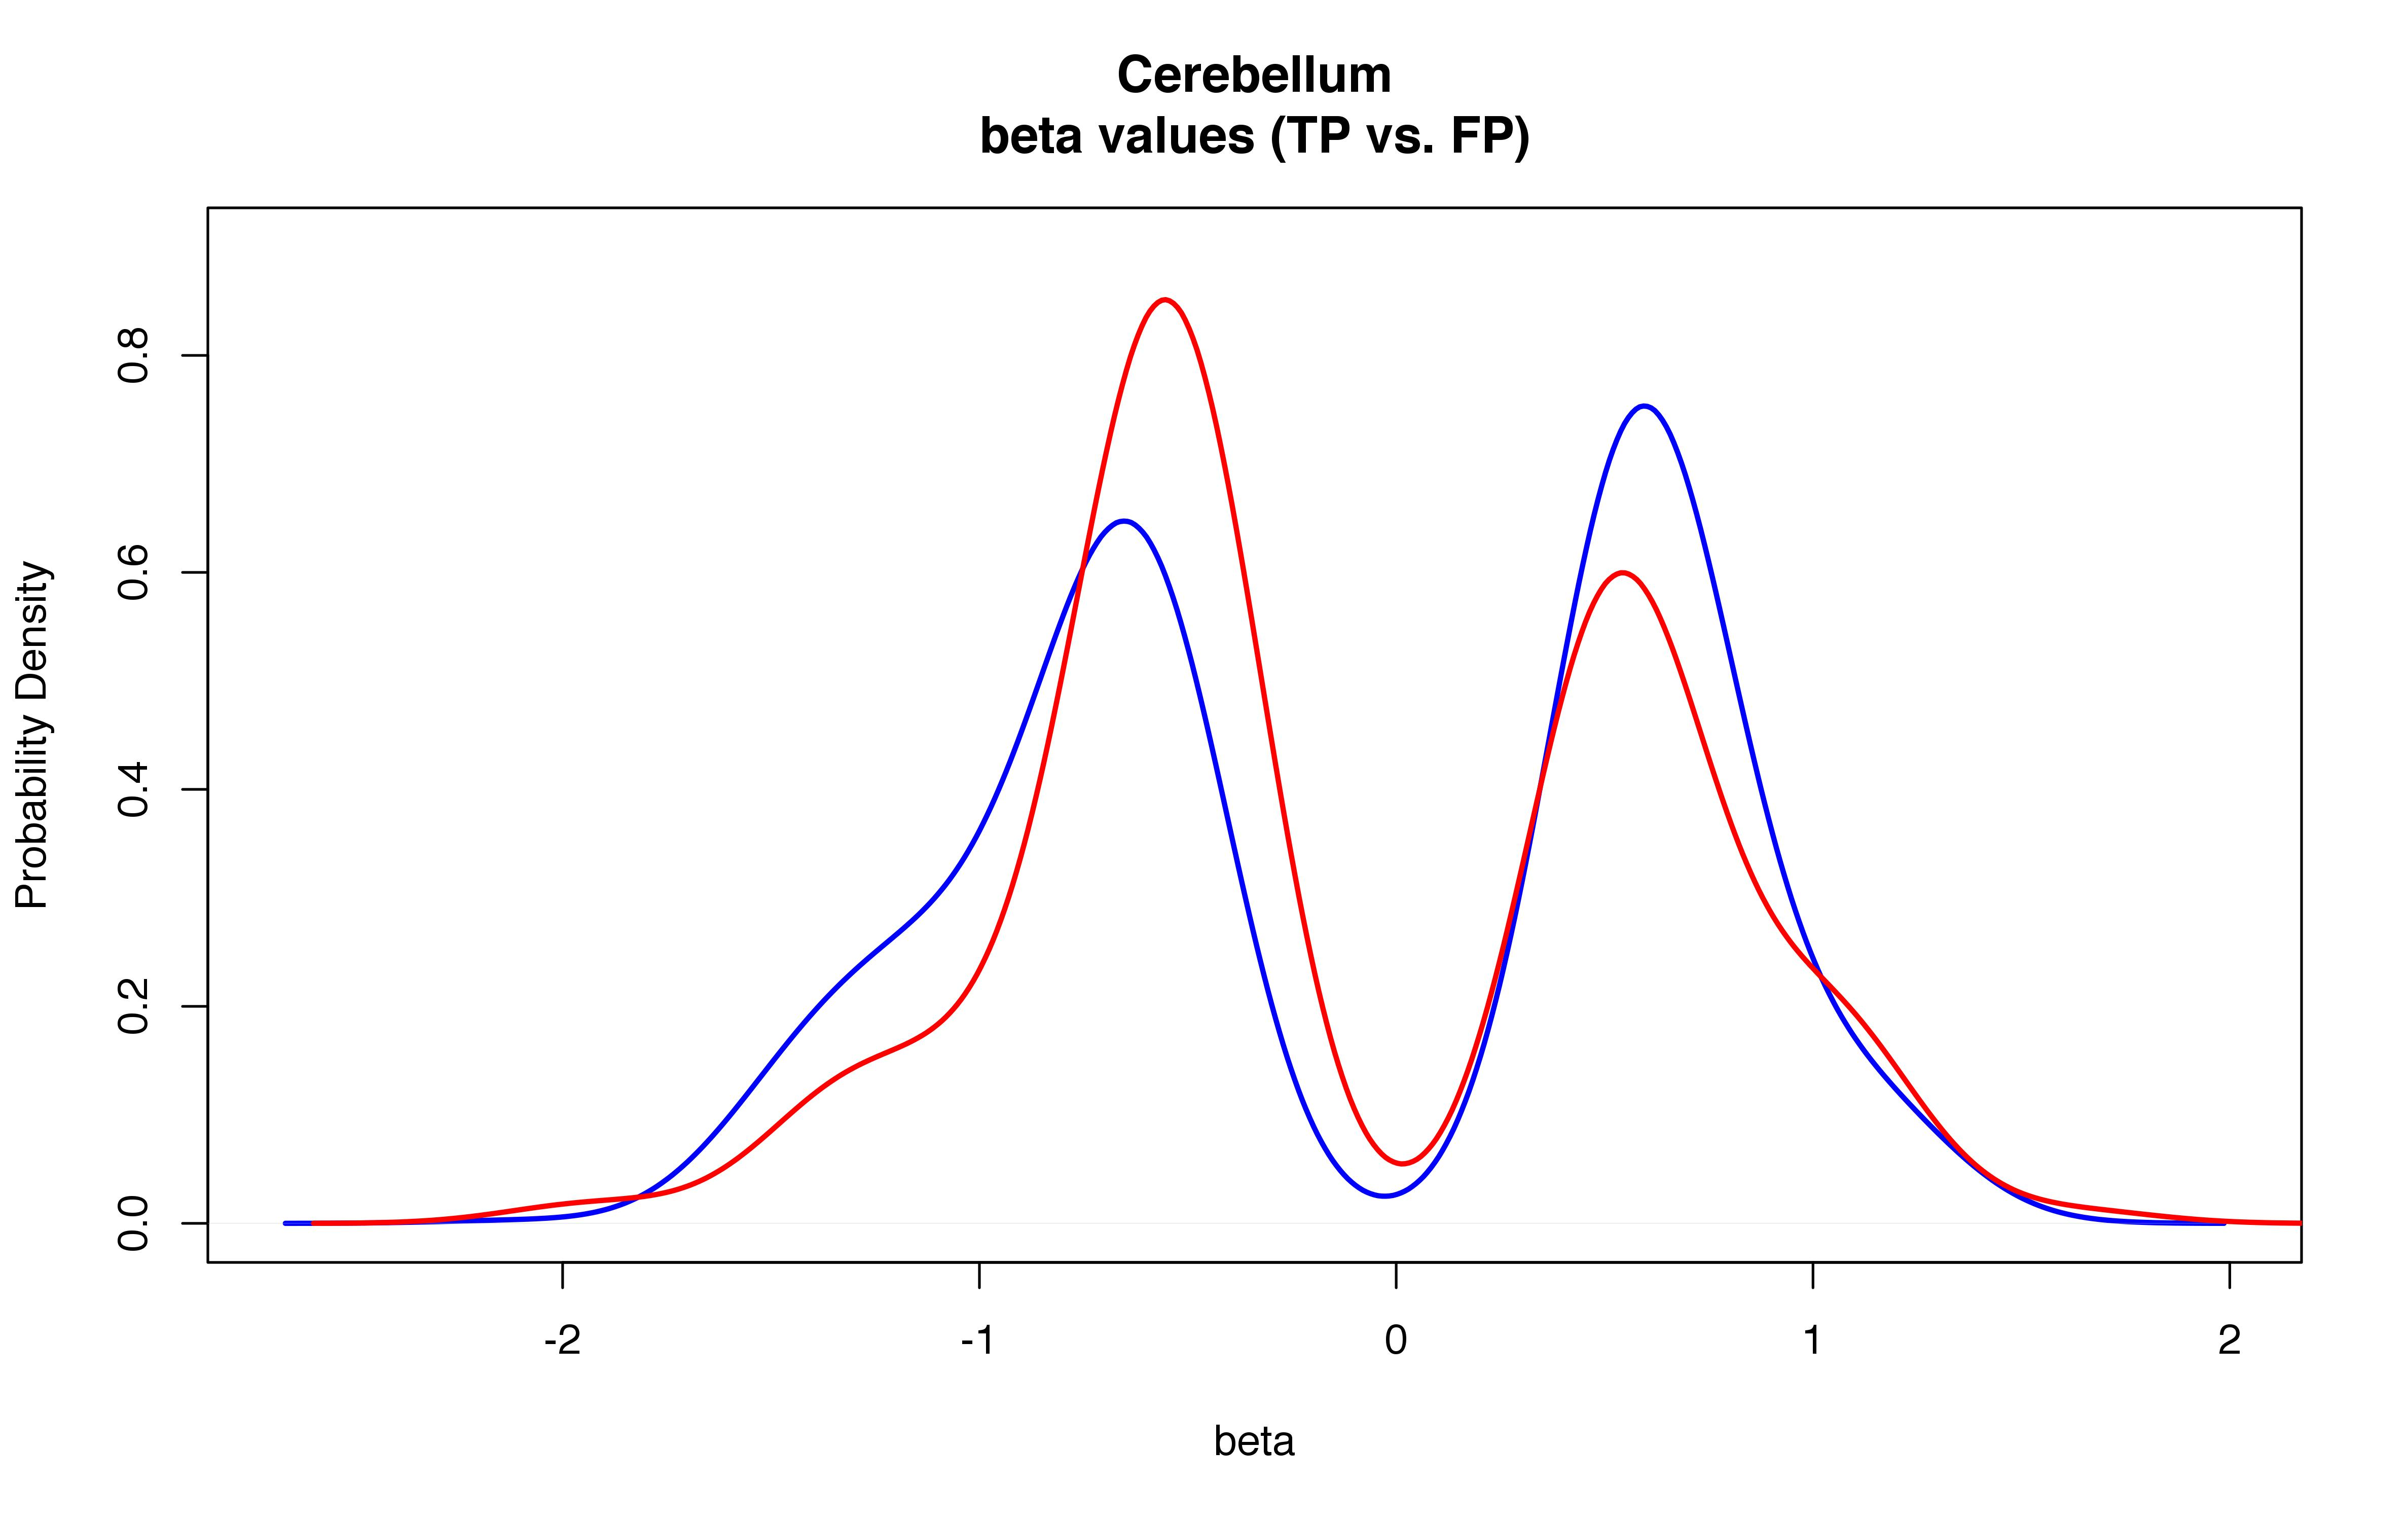 Cerebellum
beta values (TP vs. FP)
Probability Density
0.8
0.6
0.4
0.2
0.0
-2 -1 0 1 2
beta